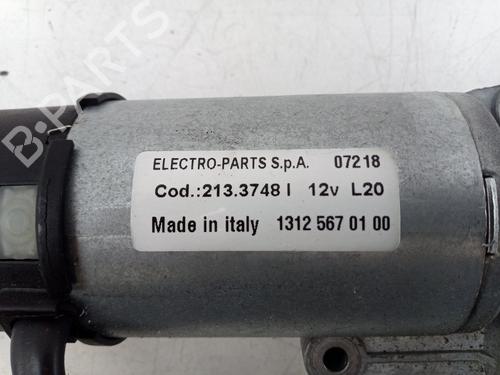 B-PARTS
ELECTRO-PARTS S.p.A. 07218
Cod.:213.3748 I 12v L20
Made in italy 1312 567 01 00